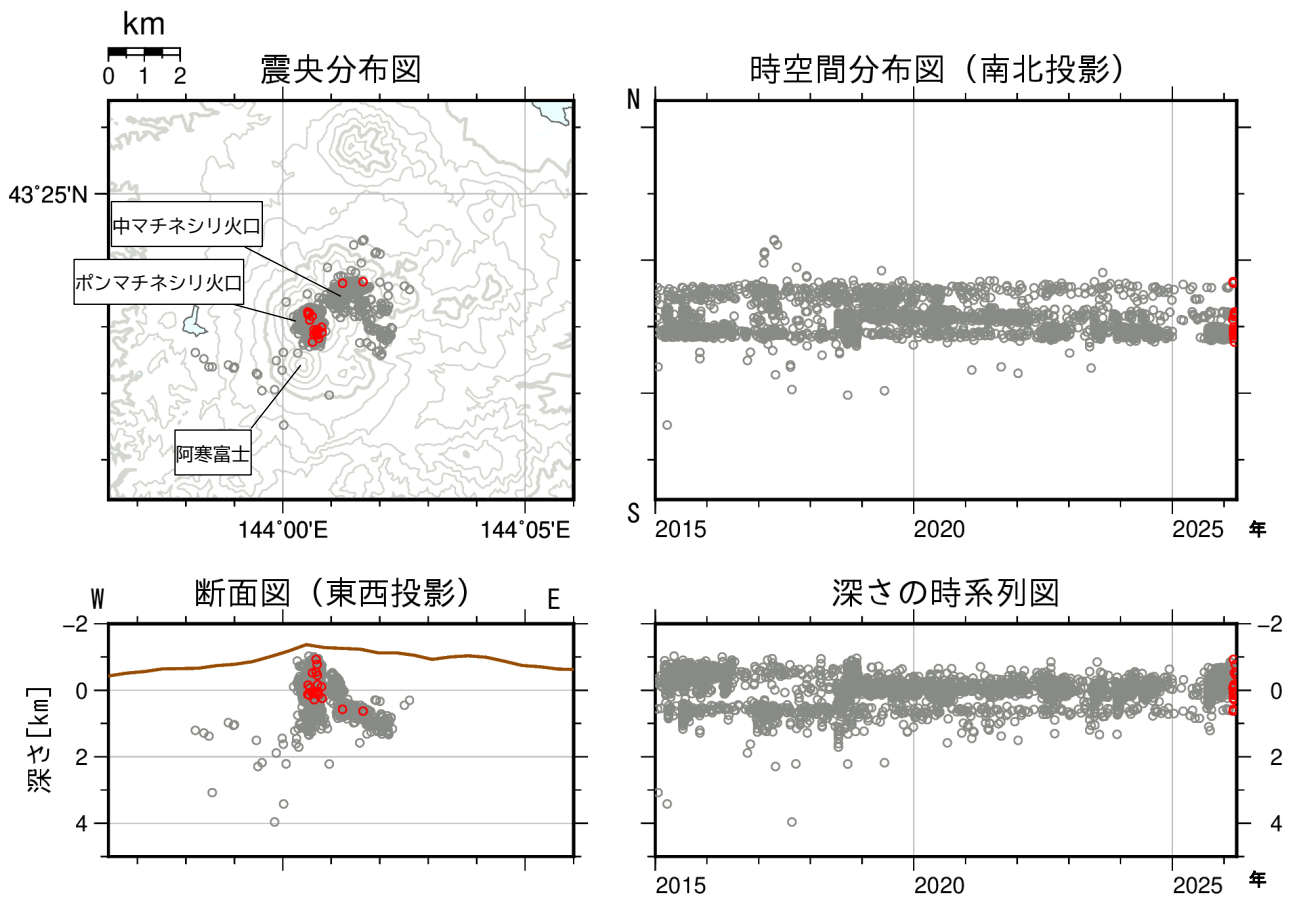 km
0 1 2
震央分布図
43°25'N
中マチネシリ火口
ポンマチネシリ火口
阿寒富士
144°00'E 144°05'E
時空間分布図（南北投影）
N
S
2015 2020 2025 年
断面図（東西投影）
W E
深さ[km]
-2
0
2
4
深さの時系列図
-2
0
2
4
2015 2020 2025 年